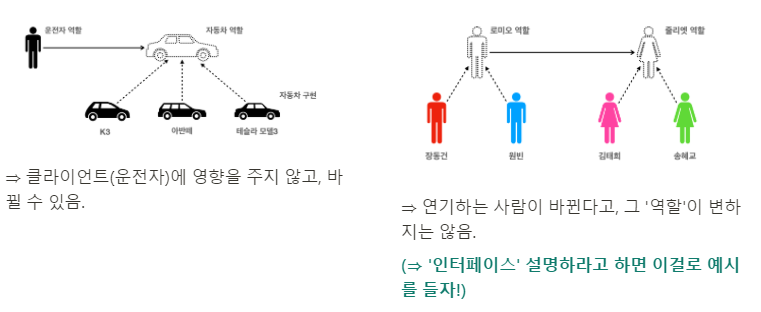 운전자 역할
자동차 역할
자동차 구현
K3
아반떼
테슬라 모델3
⇒ 클라이언트(운전자)에 영향을 주지 않고, 바
뀔 수 있음.
로미오 역할
줄리엣 역할
장동건
원빈
김태희
송혜교
⇒ 연기하는 사람이 바뀐다고, 그 '역할'이 변하
지는 않음.
(⇒ '인터페이스' 설명하라고 하면 이걸로 예시
를 들자!)